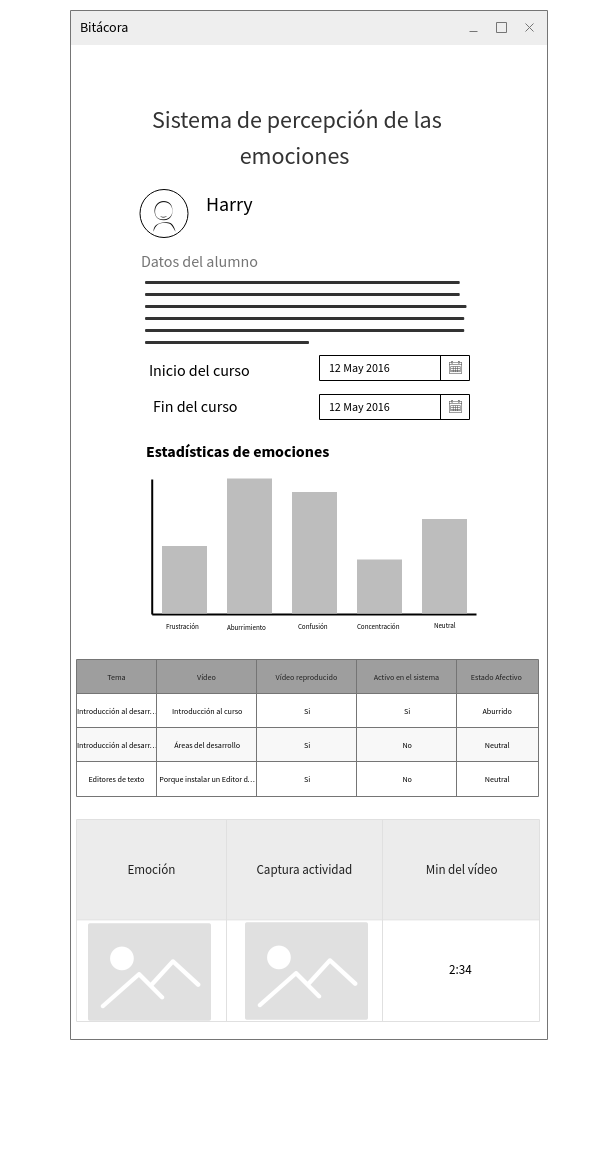 Bitácora
Sistema de percepción de las
emociones
Harry
Datos del alumno
Inicio del curso 12 May 2016
Fin del curso 12 May 2016
Estadísticas de emociones
Frustración Aburrimiento Confusión Concentración Neutral
Tema Vídeo Vídeo reproducido Activo en el sistema Estado Afectivo
Introducción al desarr... Introducción al curso Si Si Aburrido
Introducción al desarr... Áreas del desarrollo Si No Neutral
Editores de texto Porque instalar un Editor d... Si No Neutral
Emoción Captura actividad Min del vídeo
2:34